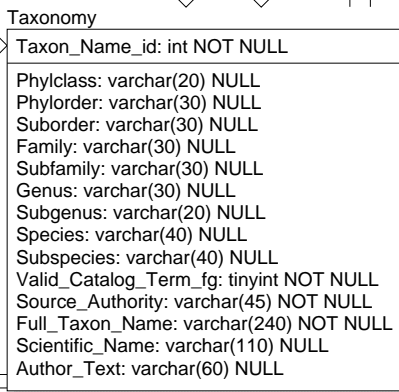 Taxonomy
Taxon_Name_id: int NOT NULL
Phylclass: varchar(20) NULL
Phylorder: varchar(30) NULL
Suborder: varchar(30) NULL
Family: varchar(30) NULL
Subfamily: varchar(30) NULL
Genus: varchar(30) NULL
Subgenus: varchar(20) NULL
Species: varchar(40) NULL
Subspecies: varchar(40) NULL
Valid_Catalog_Term_fg: tinyint NOT NULL
Source_Authority: varchar(45) NOT NULL
Full_Taxon_Name: varchar(240) NOT NULL
Scientific_Name: varchar(110) NULL
Author_Text: varchar(60) NULL